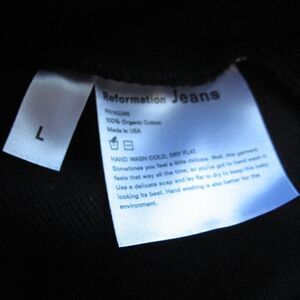 L
Reformation Jeans
100% Organic Cotton
Made in USA
HAND WASH COLD, DRY FLAT
Sometimes you feel a little delicate. Well, this garment
feels that way all the time, so you've got to hand wash it.
Use a delicate soap and lay flat to dry to keep this baby
looking its best. Hand washing is also better for the
environment.